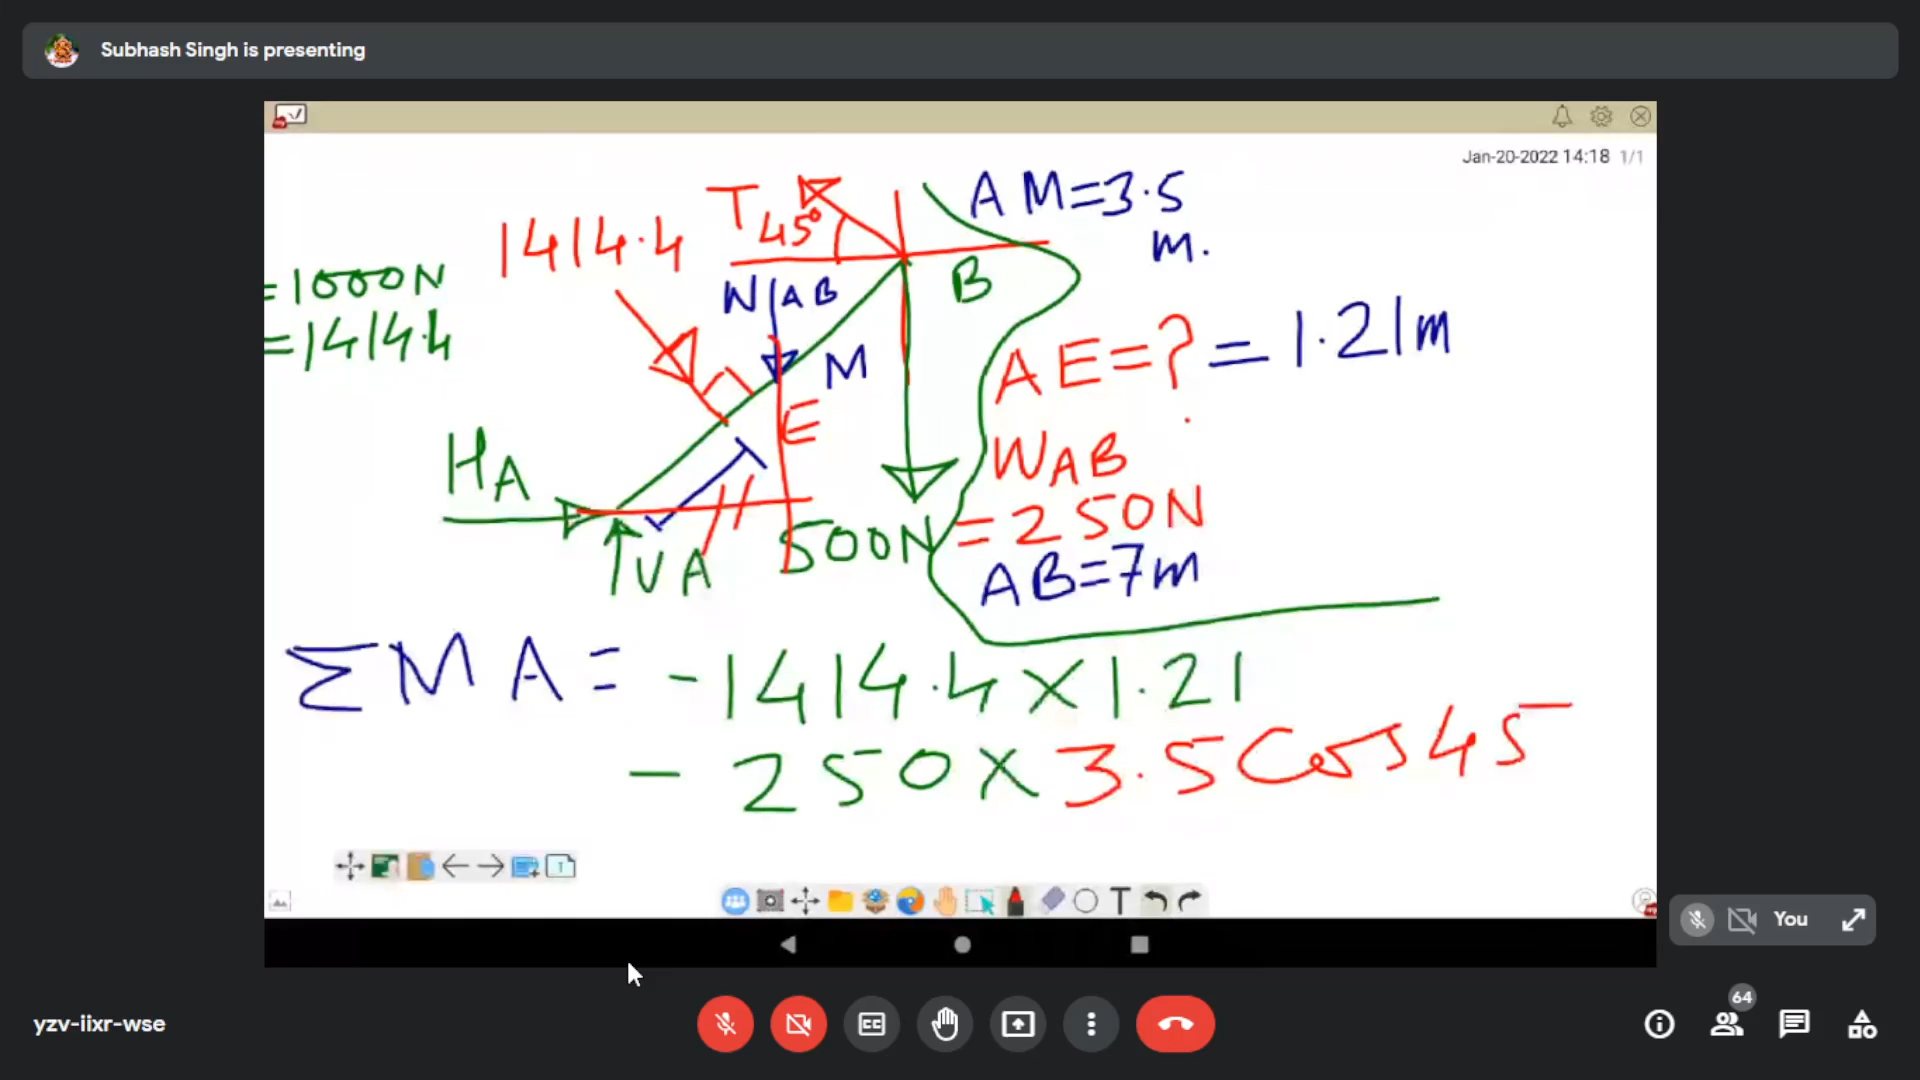 Subhash Singh is presenting
Jan-20-2022 14:18 1/1
AM=3.5
m.
T 45°
1414.4
=1000N
=1414.4
WAB
B
M
AE=? = 1.21m
E
HA
WAB
=250N
VA
500N
AB=7m
ΣMA= -1414.4×1.21
- 250×3.5Cos45
T
You
64
yzv-iixr-wse